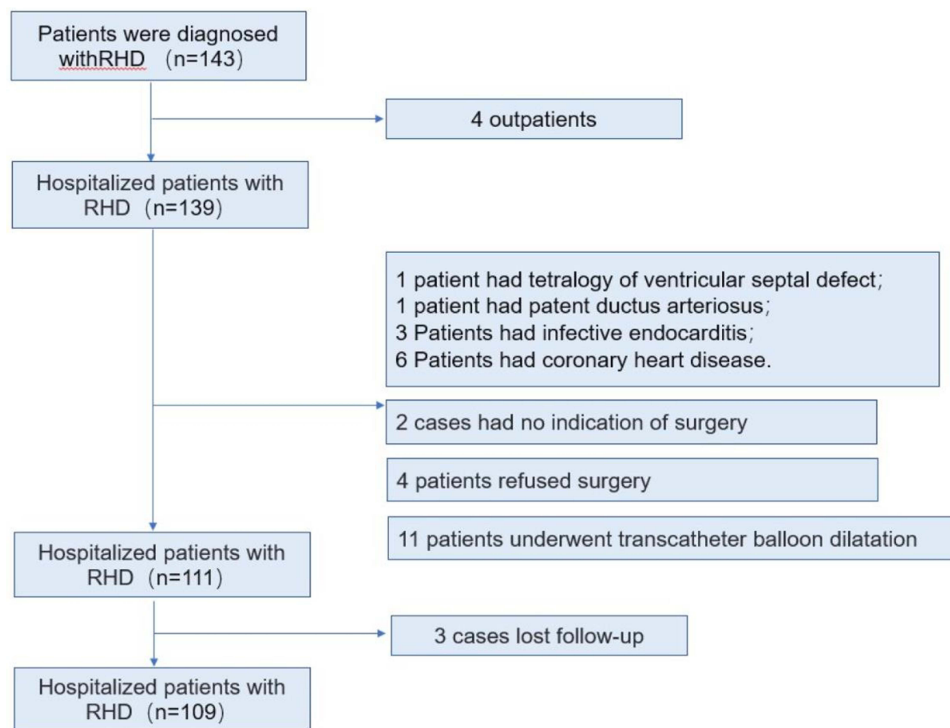 Patients were diagnosed
withRHD （n=143）
4 outpatients
Hospitalized patients with
RHD （n=139）
1 patient had tetralogy of ventricular septal defect；
1 patient had patent ductus arteriosus；
3 Patients had infective endocarditis；
6 Patients had coronary heart disease.
2 cases had no indication of surgery
4 patients refused surgery
11 patients underwent transcatheter balloon dilatation
Hospitalized patients with
RHD （n=111）
3 cases lost follow-up
Hospitalized patients with
RHD （n=109）